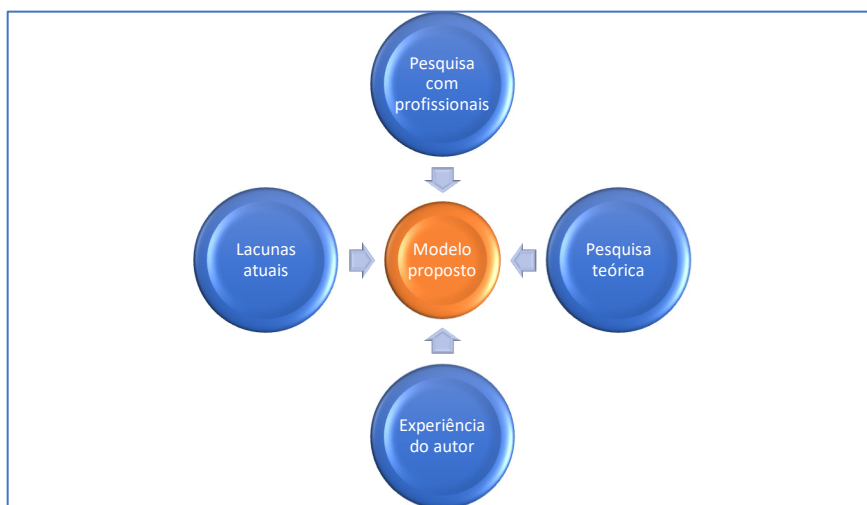 Pesquisa
com
profissionais
Lacunas
atuais
Modelo
proposto
Pesquisa
teórica
Experiência
do autor